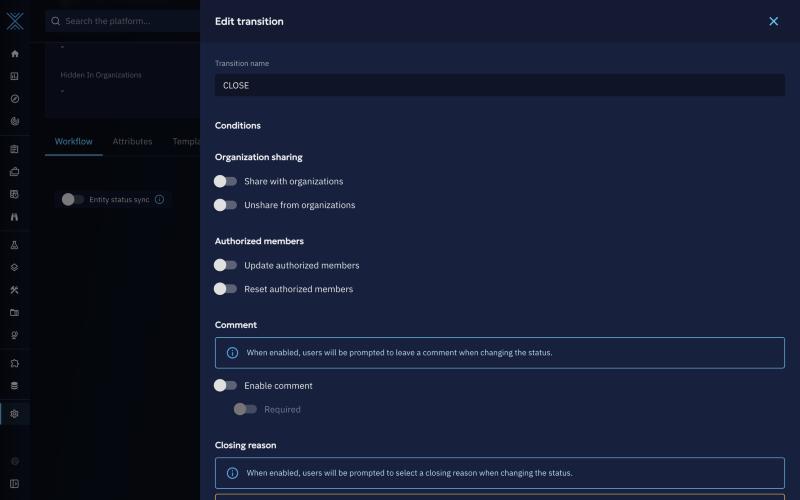 Search the platform...
Edit transition
-
Hidden In Organizations
-
Workflow
Attributes
Templa
Entity status sync
Transition name
CLOSE
Conditions
Organization sharing
Share with organizations
Unshare from organizations
Authorized members
Update authorized members
Reset authorized members
Comment
When enabled, users will be prompted to leave a comment when changing the status.
Enable comment
Required
Closing reason
When enabled, users will be prompted to select a closing reason when changing the status.